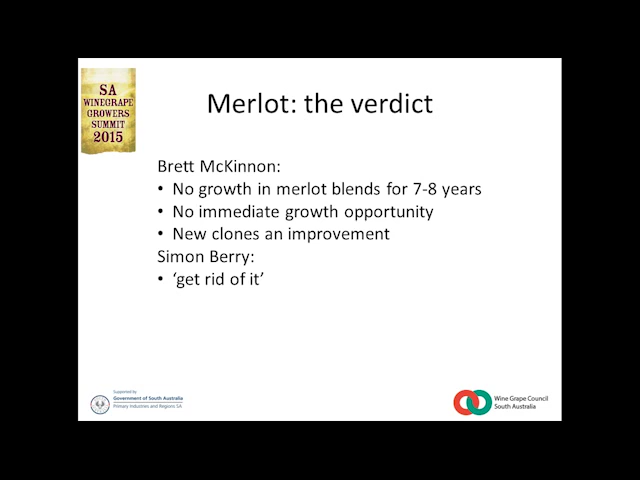 SA
WINEGRAPE
GROWERS
SUMMIT
2015
Merlot: the verdict
Brett McKinnon:
• No growth in merlot blends for 7-8 years
• No immediate growth opportunity
• New clones an improvement
Simon Berry:
• ‘get rid of it’
Supported by
Government of South Australia
Primary Industries and Regions SA
Wine Grape Council
South Australia